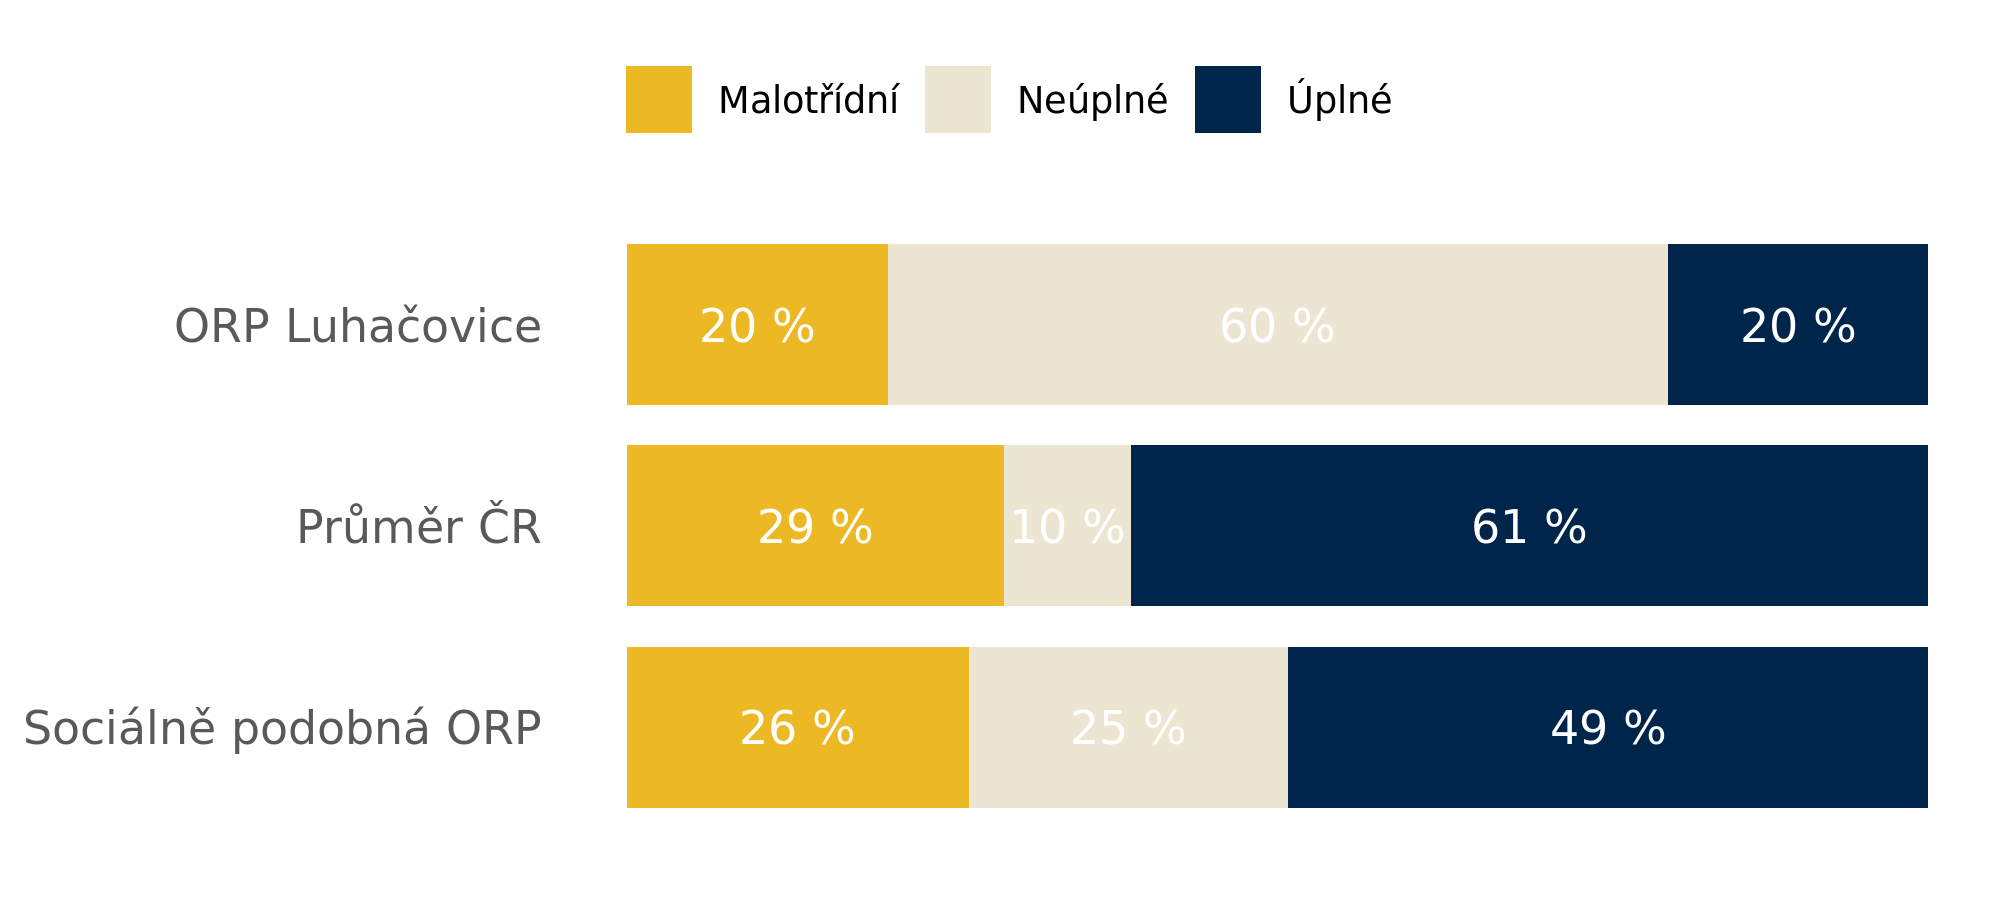 Malotřídní Neúplné Úplné
ORP Luhačovice 20 % 60 % 20 %
Průměr ČR 29 % 10 % 61 %
Sociálně podobná ORP 26 % 25 % 49 %